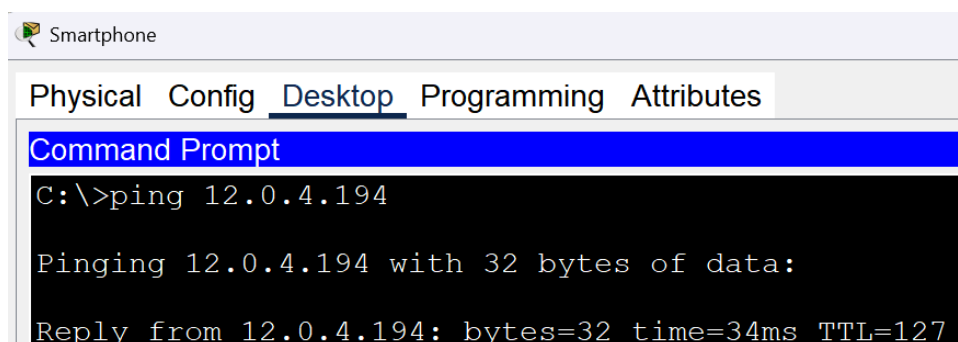 Smartphone
Physical Config Desktop Programming Attributes
Command Prompt
C:\>ping 12.0.4.194
Pinging 12.0.4.194 with 32 bytes of data:
Reply from 12.0.4.194: bytes=32 time=34ms TTL=127